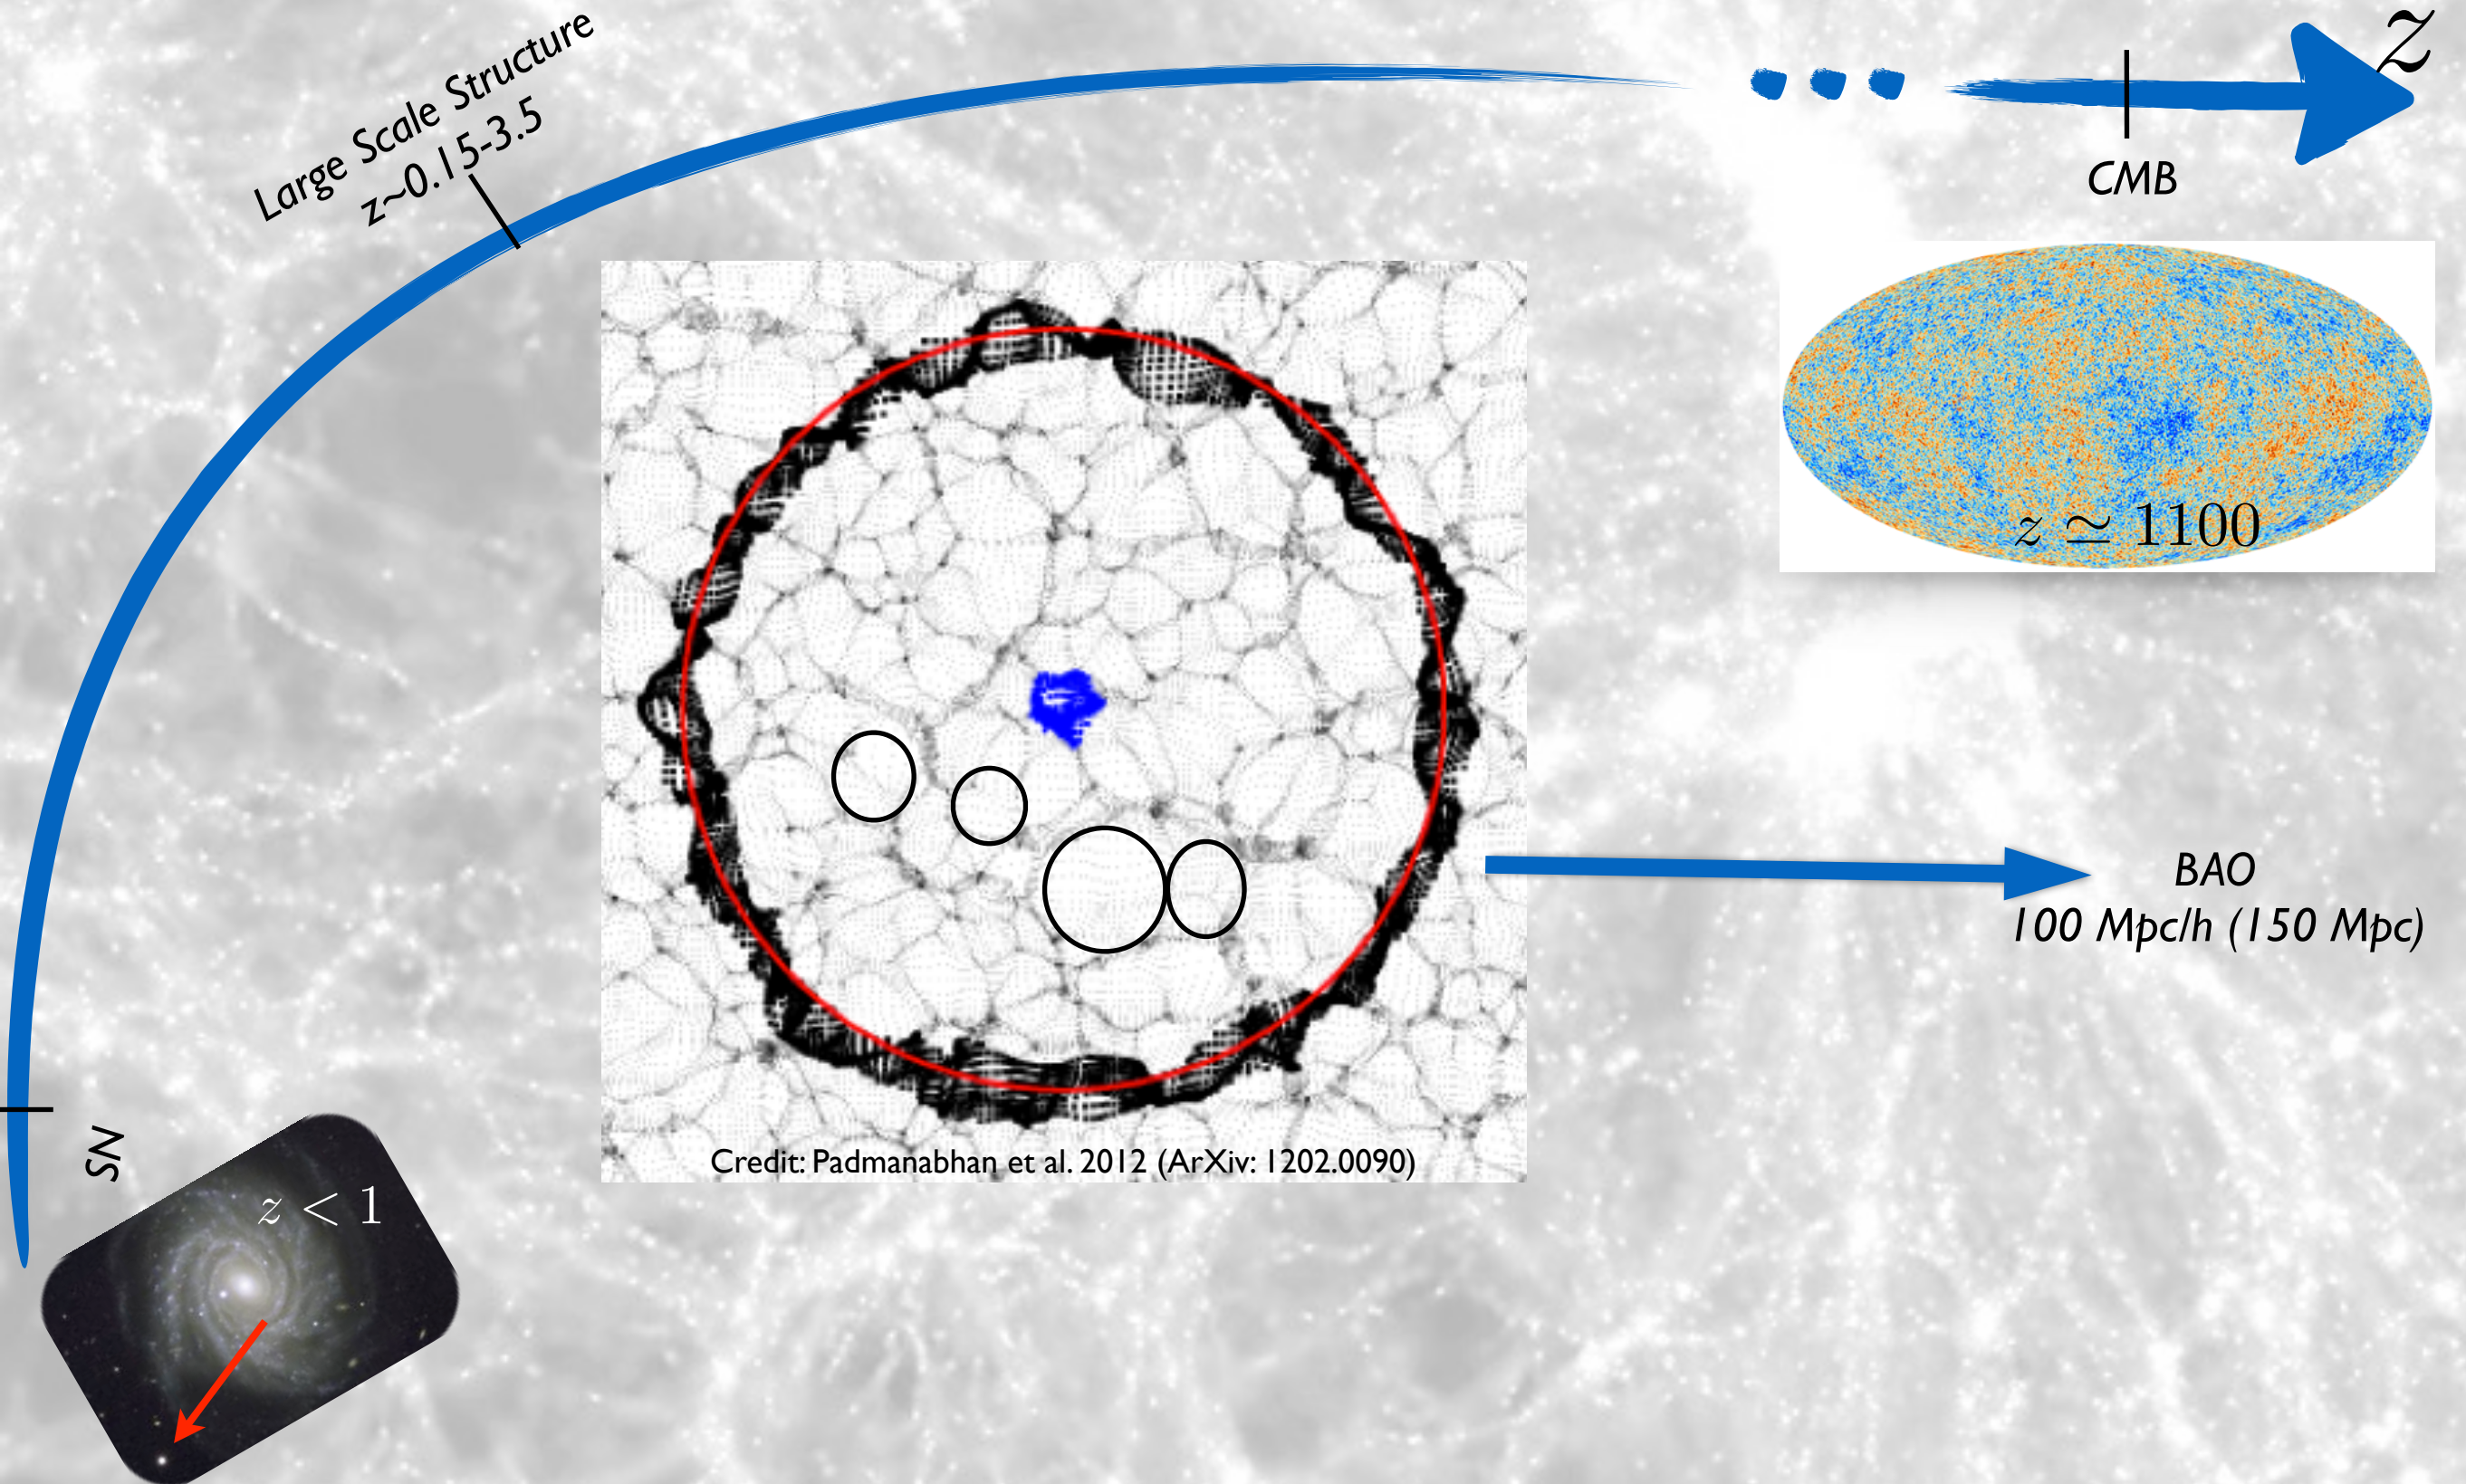 z
Large Scale Structure
z~0.15-3.5
CMB
z ≃ 1100
BAO
100 Mpc/h (150 Mpc)
SN
z < 1
Credit: Padmanabhan et al. 2012 (ArXiv: 1202.0090)